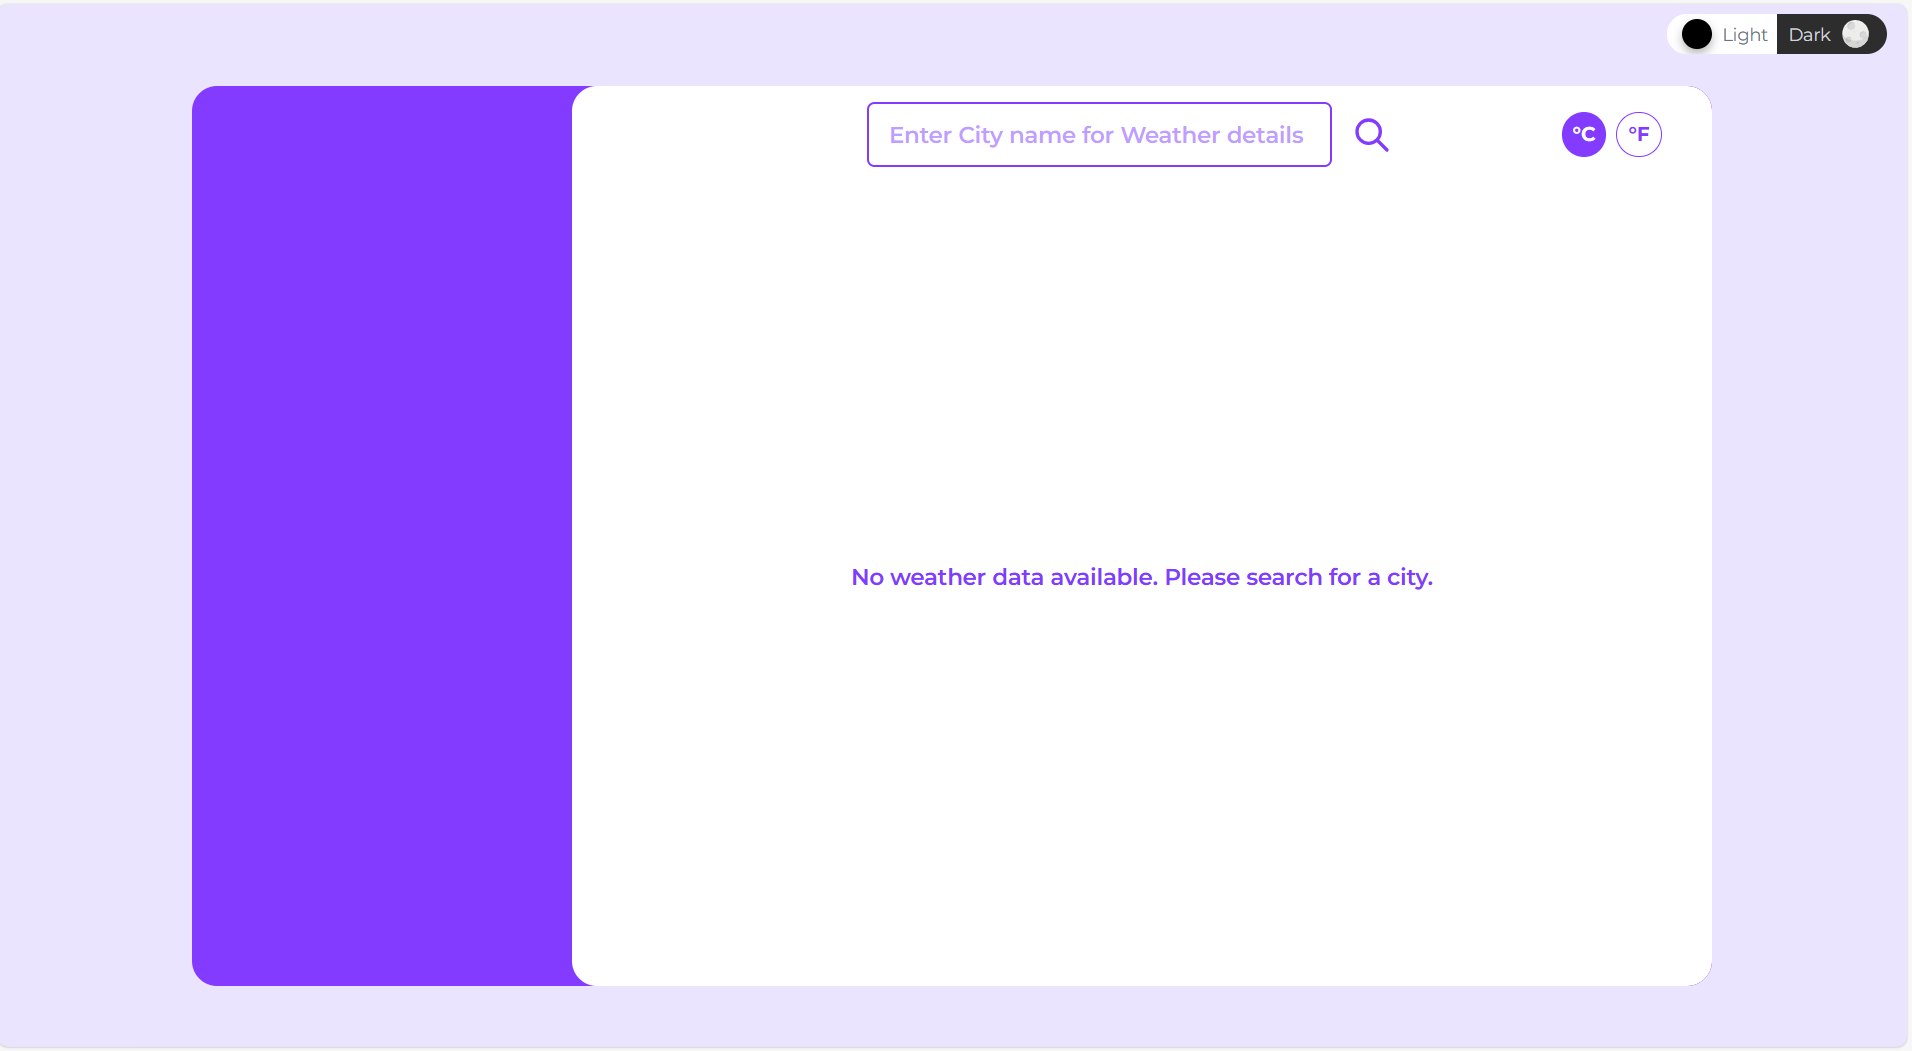 Light Dark
Enter City name for Weather details
°C °F
No weather data available. Please search for a city.